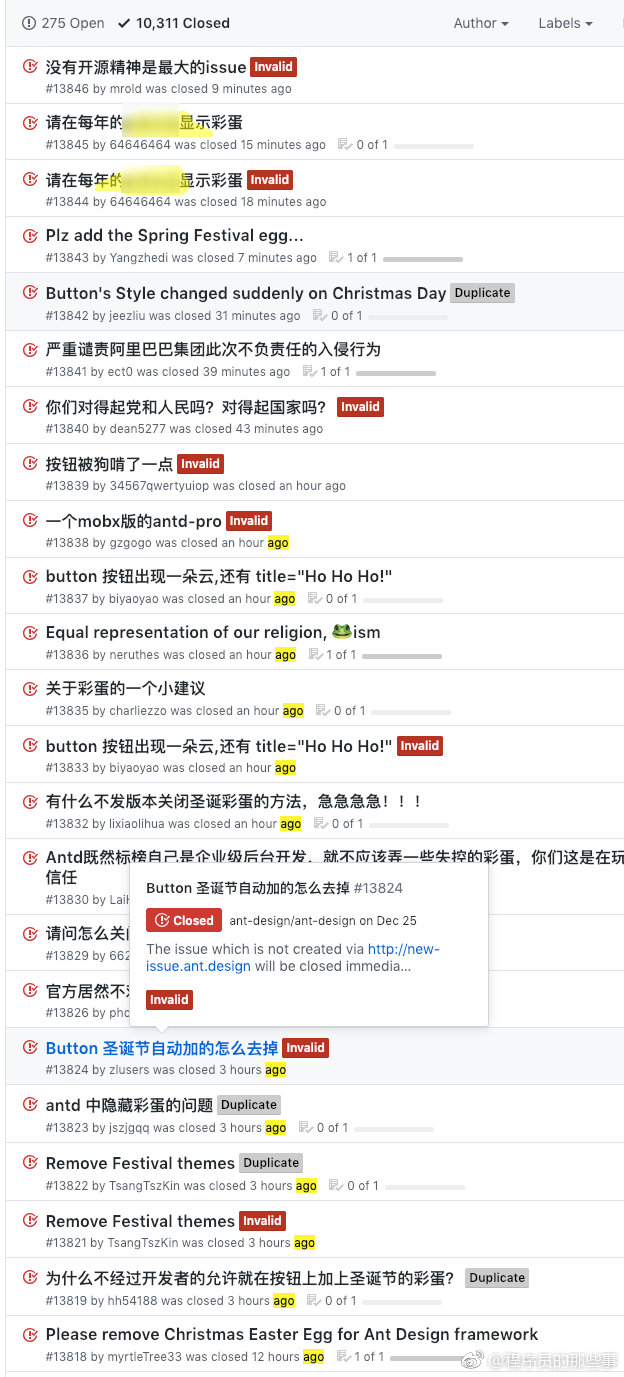 275 Open 10,311 Closed Author Labels
没有开源精神是最大的issue Invalid
#13846 by mrold was closed 9 minutes ago
请在每年的 显示彩蛋
#13845 by 64646464 was closed 15 minutes ago 0 of 1
请在每年的 显示彩蛋 Invalid
#13844 by 64646464 was closed 18 minutes ago
Plz add the Spring Festival egg...
#13843 by Yangzhedi was closed 7 minutes ago 1 of 1
Button's Style changed suddenly on Christmas Day Duplicate
#13842 by jeezliu was closed 31 minutes ago 0 of 1
严重谴责阿里巴巴集团此次不负责任的入侵行为
#13841 by ect0 was closed 39 minutes ago 1 of 1
你们对得起党和人民吗？对得起国家吗？ Invalid
#13840 by dean5277 was closed 43 minutes ago
按钮被狗啃了一点 Invalid
#13839 by 34567qwertyuiop was closed an hour ago
一个mobx版的antd-pro Invalid
#13838 by gzgogo was closed an hour ago
button 按钮出现一朵云,还有 title="Ho Ho Ho!"
#13837 by biyaoyao was closed an hour ago 0 of 1
Equal representation of our religion, 🐸ism
#13836 by neruthes was closed an hour ago 1 of 1
关于彩蛋的一个小建议
#13835 by charliezzo was closed an hour ago 0 of 1
button 按钮出现一朵云,还有 title="Ho Ho Ho!" Invalid
#13833 by biyaoyao was closed an hour ago
有什么不发版本关闭圣诞彩蛋的方法，急急急急！！！
#13832 by lixiaolihua was closed an hour ago 0 of 1
Antd既然标榜自己是企业级后台开发，就不应该弄一些失控的彩蛋，你们这是在玩
信任
#13830 by Lai
请问怎么关
#13829 by 662
官方居然不
#13826 by pho
Button 圣诞节自动加的怎么去掉 #13824
Closed ant-design/ant-design on Dec 25
The issue which is not created via http://new-
issue.ant.design will be closed immedia...
Invalid
Button 圣诞节自动加的怎么去掉 Invalid
#13824 by zlusers was closed 3 hours ago
antd 中隐藏彩蛋的问题 Duplicate
#13823 by jszjgqq was closed 3 hours ago 0 of 1
Remove Festival themes Duplicate
#13822 by TsangTszKin was closed 3 hours ago 0 of 1
Remove Festival themes Invalid
#13821 by TsangTszKin was closed 3 hours ago
为什么不经过开发者的允许就在按钮上加上圣诞节的彩蛋？ Duplicate
#13819 by hh54188 was closed 3 hours ago 0 of 1
Please remove Christmas Easter Egg for Ant Design framework
#13818 by myrtleTree33 was closed 12 hours ago 1 of 1
@程序员的那些事